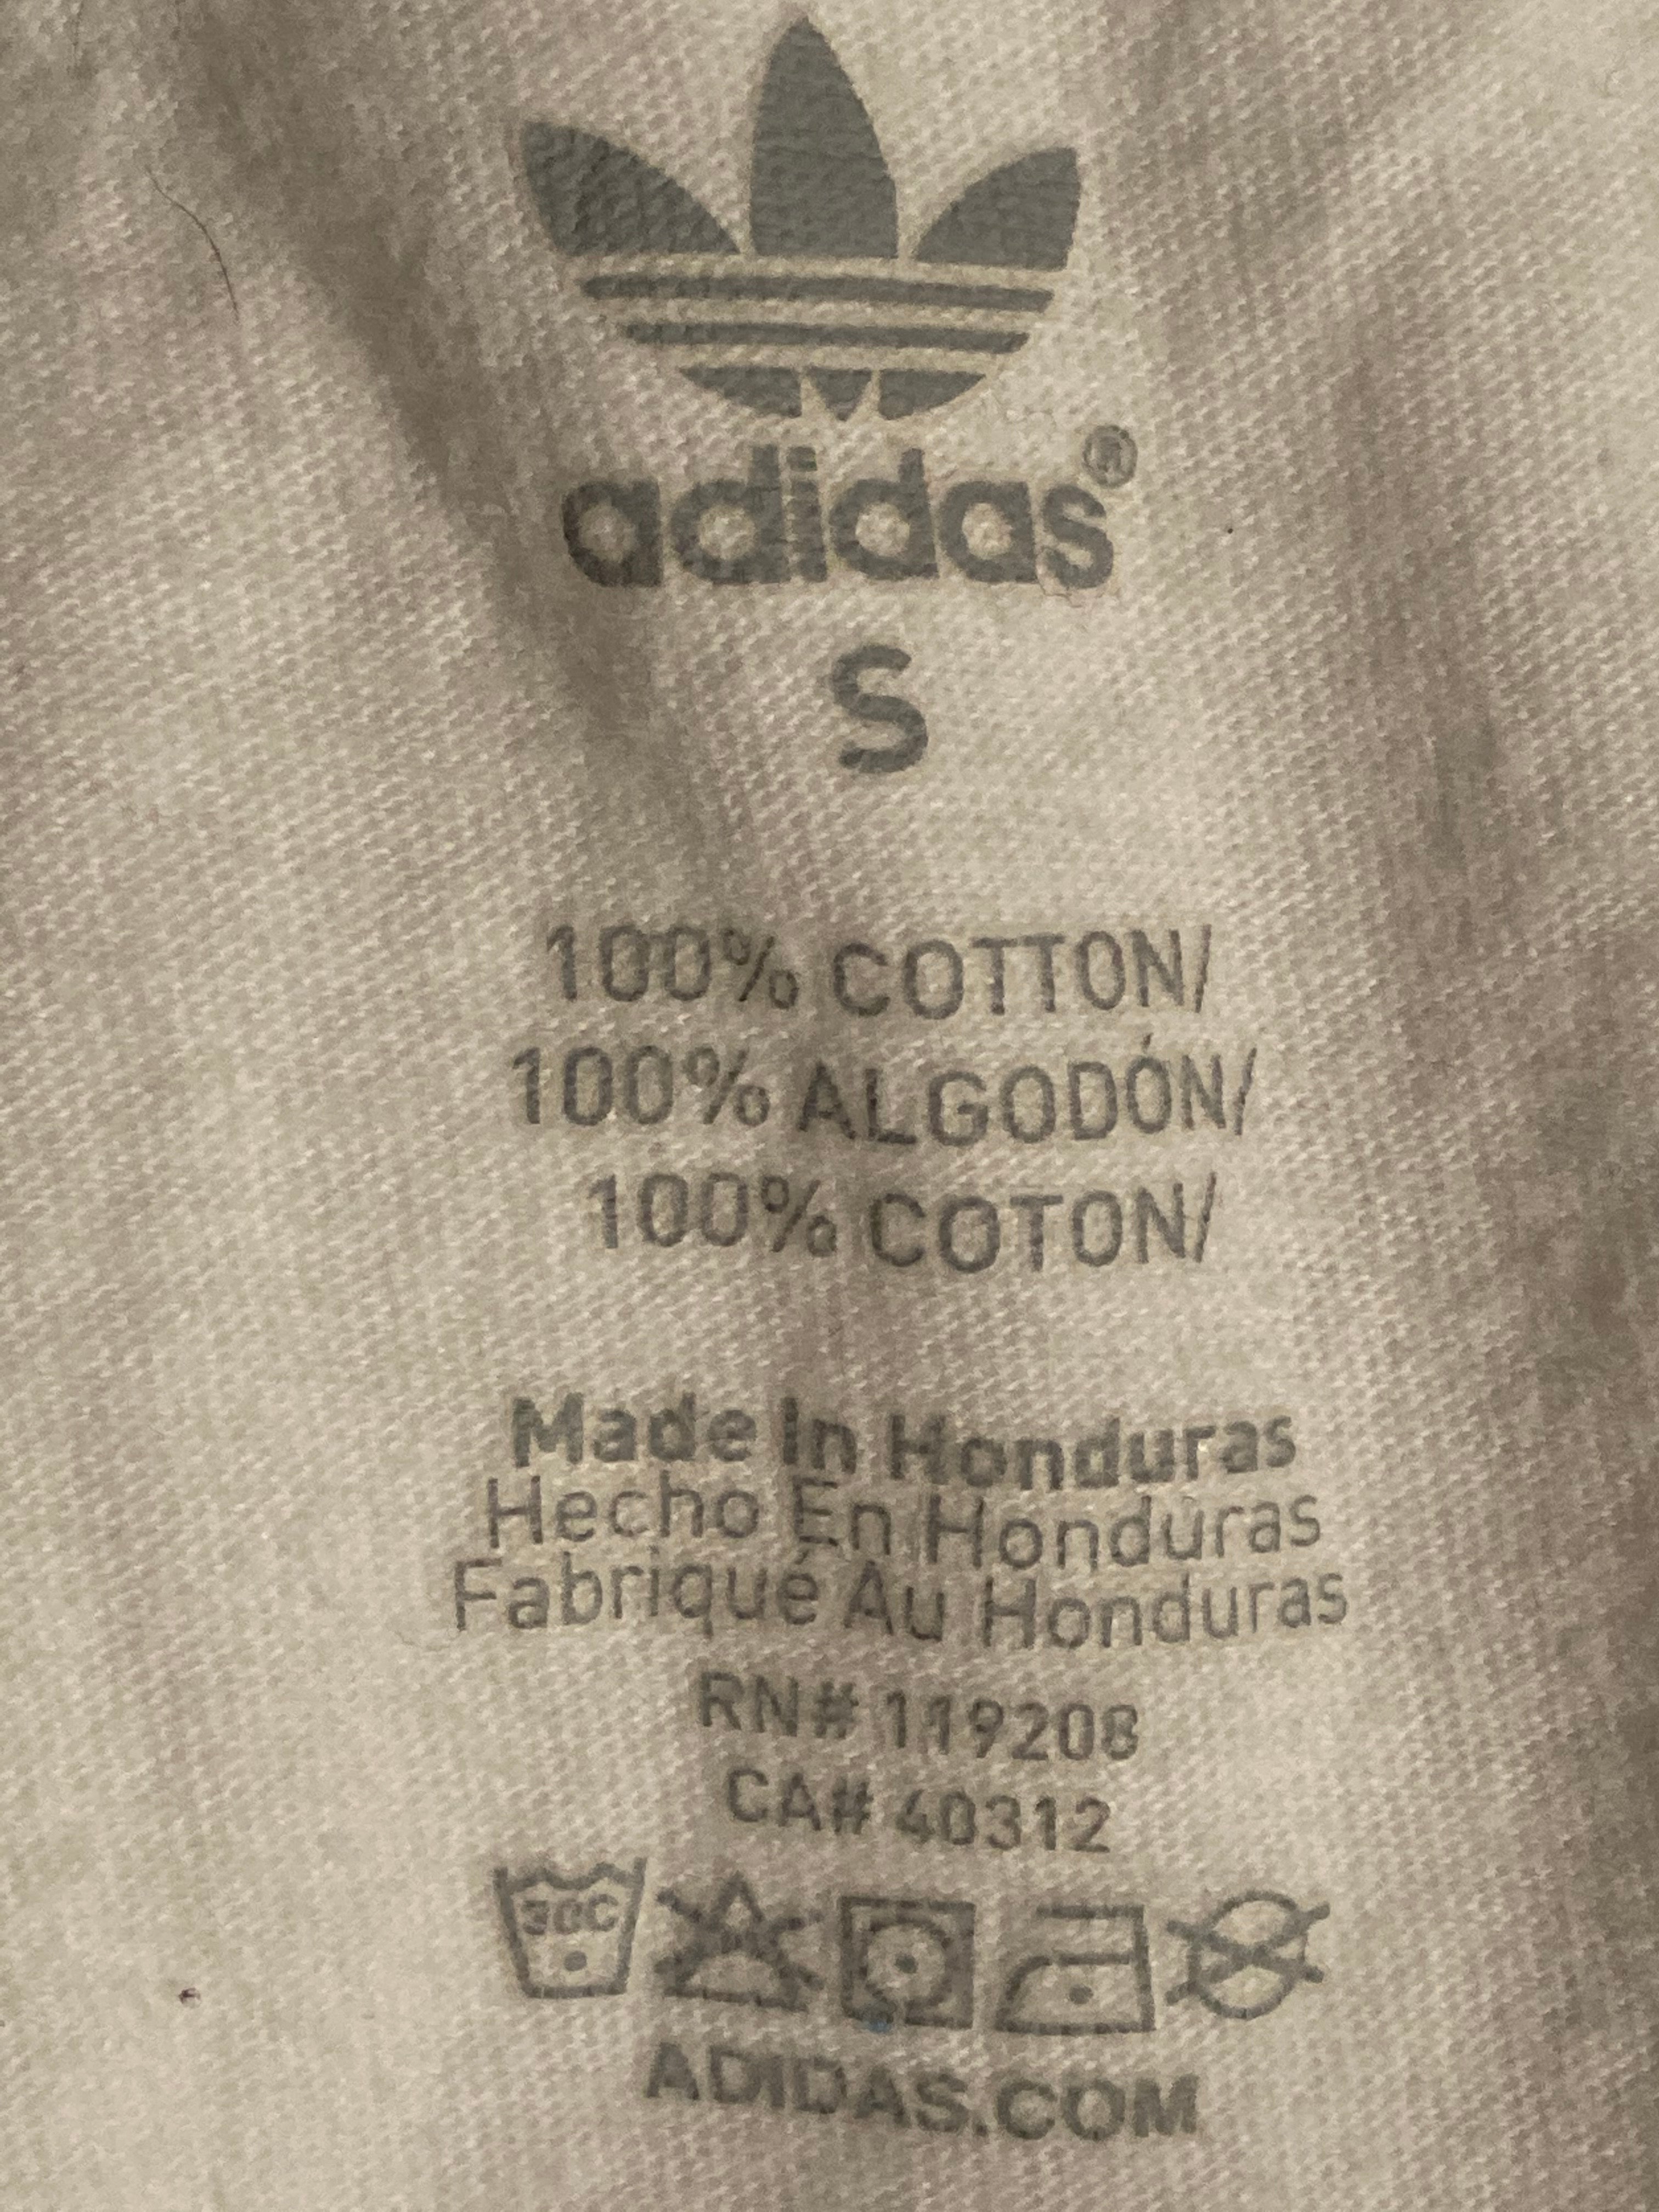 adidas®
S
100% COTTON/
100% ALGODÓN/
100% COTON/
Made In Honduras
Hecho En Honduras
Fabriqué Au Honduras
RN# 119208
CA# 40312
30C
ADIDAS.COM